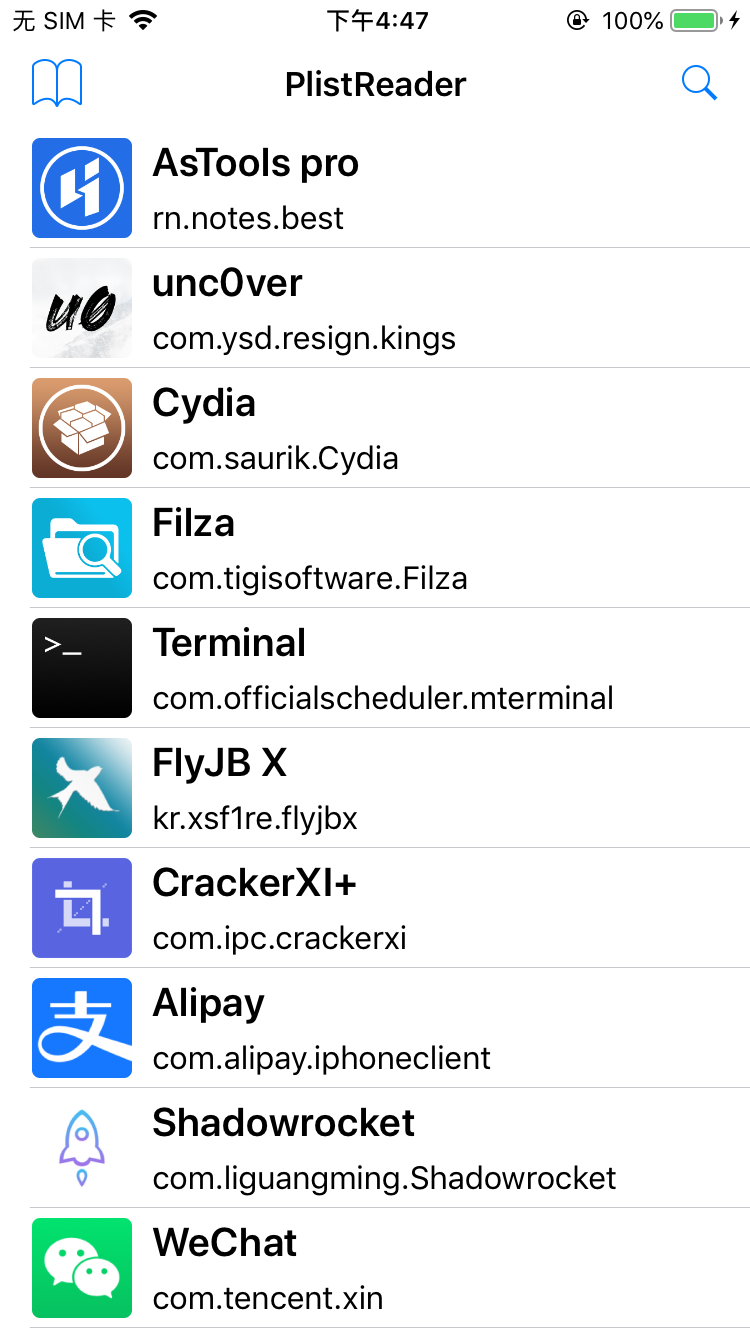 无 SIM 卡 下午4:47 100%
PlistReader
AsTools pro
rn.notes.best
uo
unc0ver
com.ysd.resign.kings
Cydia
com.saurik.Cydia
Filza
com.tigisoftware.Filza
>_
Terminal
com.officialscheduler.mterminal
FlyJB X
kr.xsf1re.flyjbx
CrackerXI+
com.ipc.crackerxi
支
Alipay
com.alipay.iphoneclient
Shadowrocket
com.liguangming.Shadowrocket
WeChat
com.tencent.xin